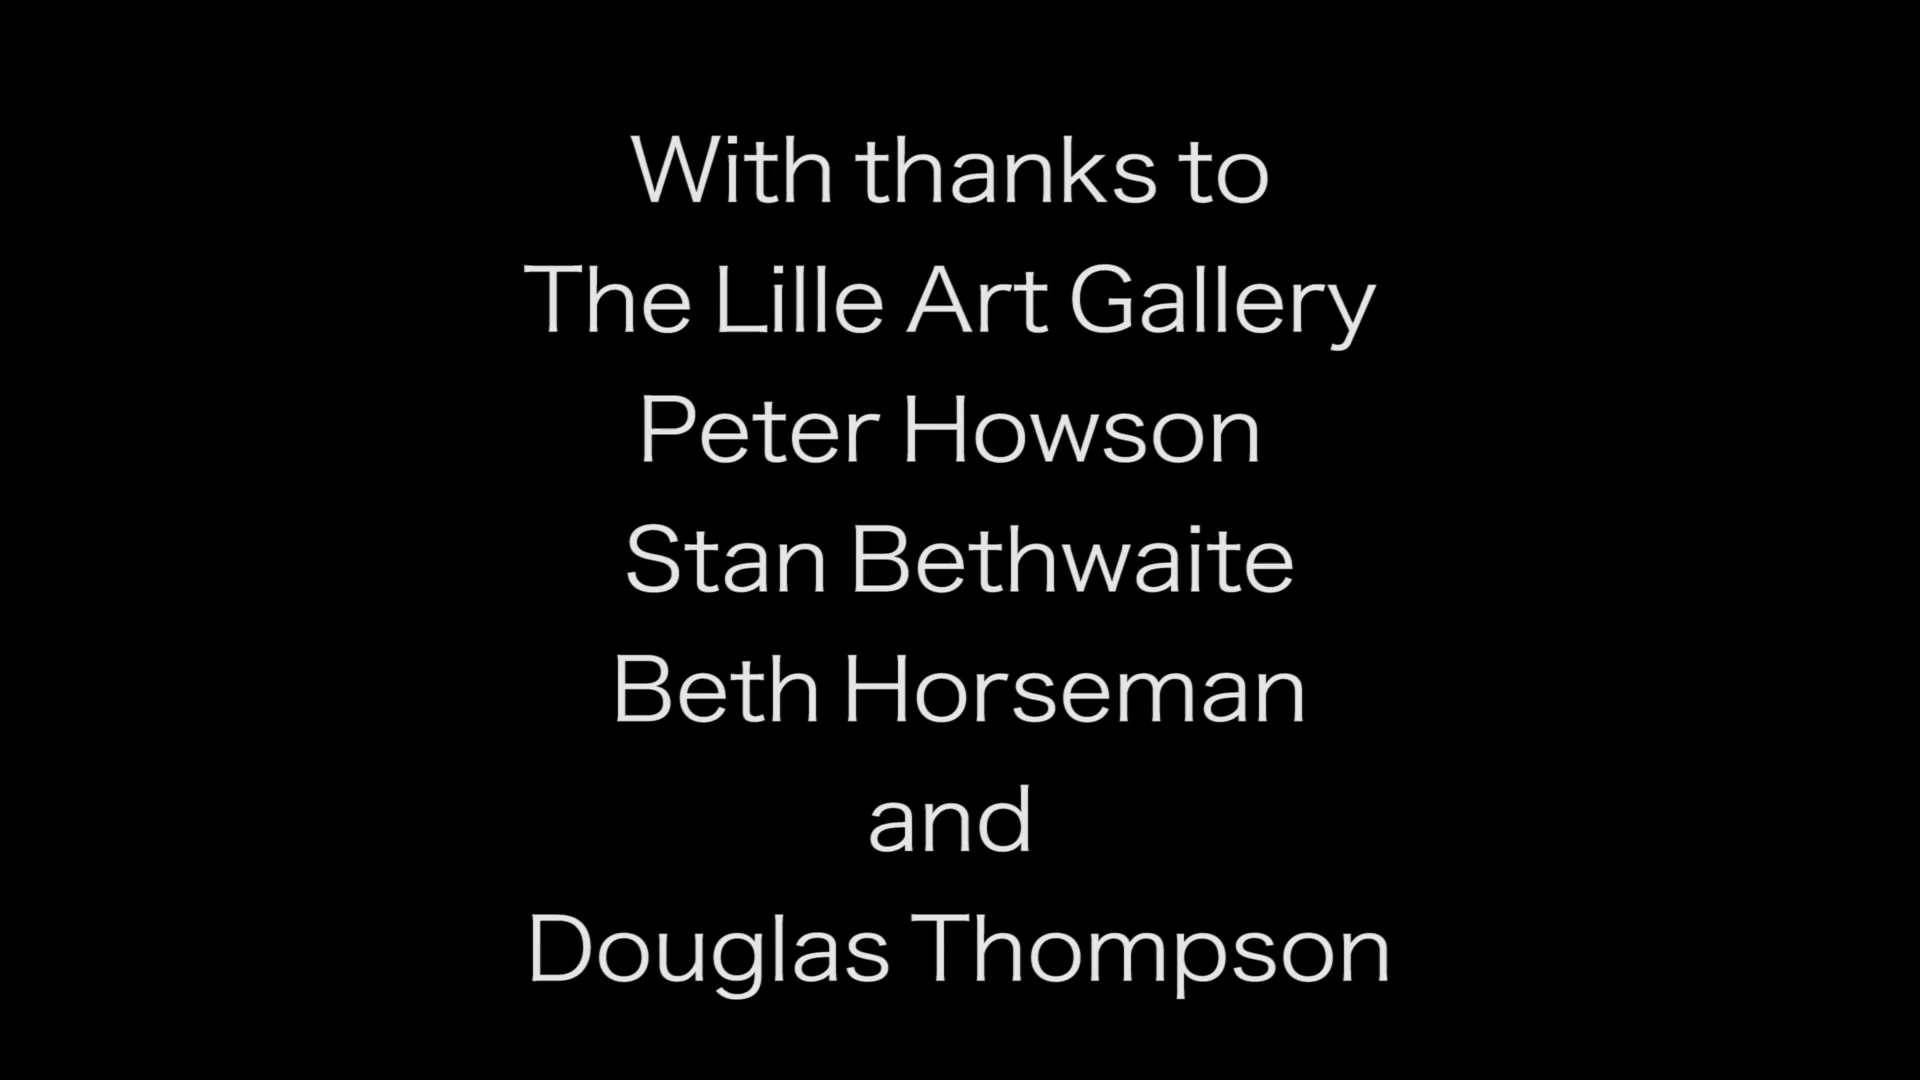 With thanks to
The Lille Art Gallery
Peter Howson
Stan Bethwaite
Beth Horseman
and
Douglas Thompson